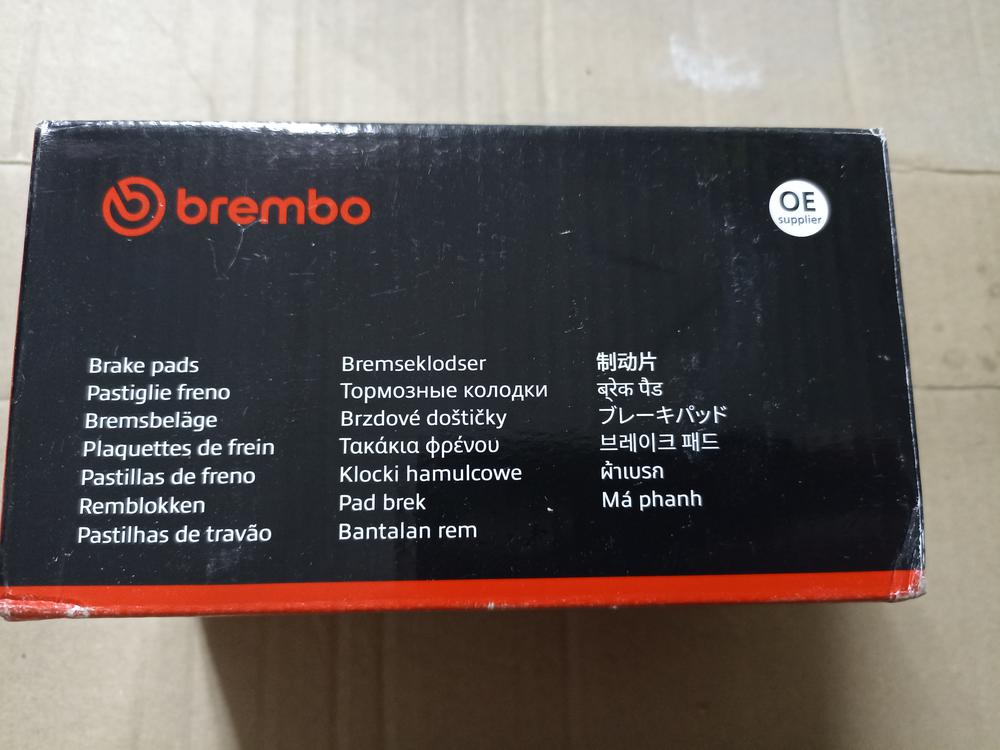 brembo
OE
supplier
Brake pads
Pastiglie freno
Bremsbeläge
Plaquettes de frein
Pastillas de freno
Remblokken
Pastilhas de travão
Bremseklodser
Тормозные колодки
Brzdové doštičky
Τακάκια φρένου
Klocki hamulcowe
Pad brek
Bantalan rem
制动片
ब्रेक पैड
ブレーキパッド
브레이크 패드
ผ้าเบรก
Má phanh